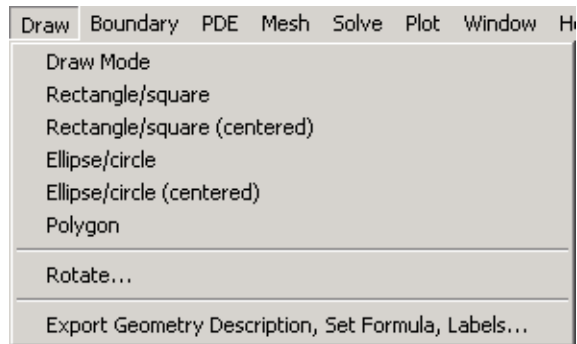 Draw Boundary PDE Mesh Solve Plot Window
Draw Mode
Rectangle/square
Rectangle/square (centered)
Ellipse/circle
Ellipse/circle (centered)
Polygon
Rotate...
Export Geometry Description, Set Formula, Labels...